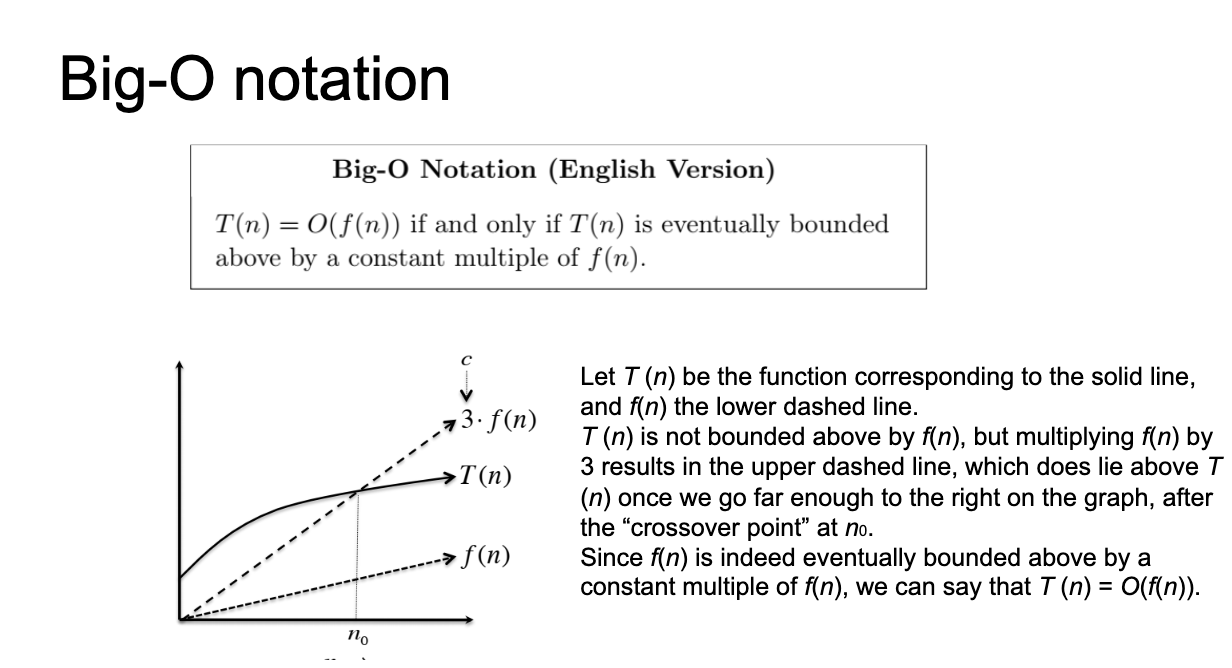 Big-O notation
Big-O Notation (English Version)
T(n) = O(f(n)) if and only if T(n) is eventually bounded
above by a constant multiple of f(n).
c
3· f(n)
T(n)
f(n)
n₀
Let T (n) be the function corresponding to the solid line,
and f(n) the lower dashed line.
T (n) is not bounded above by f(n), but multiplying f(n) by
3 results in the upper dashed line, which does lie above T
(n) once we go far enough to the right on the graph, after
the “crossover point” at n₀.
Since f(n) is indeed eventually bounded above by a
constant multiple of f(n), we can say that T (n) = O(f(n)).